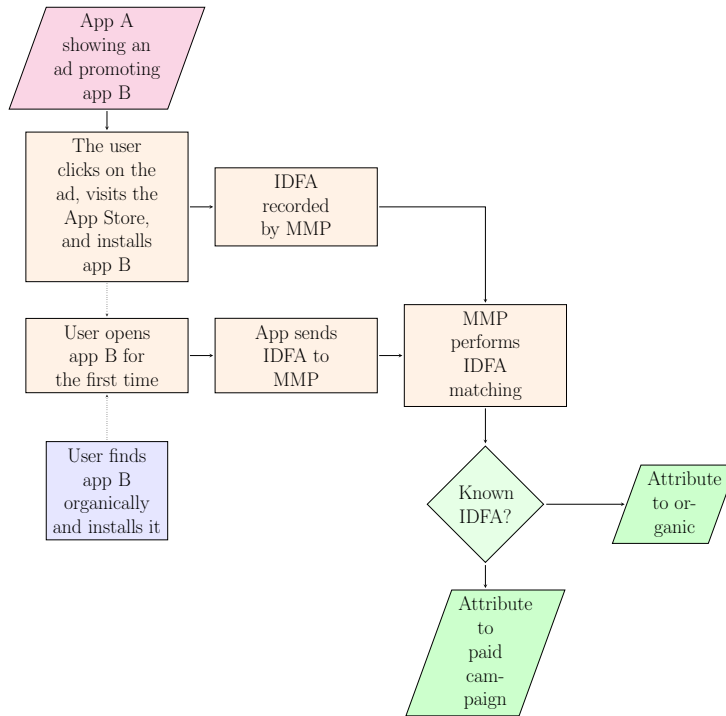 App A
showing an
ad promoting
app B
The user
clicks on the
ad, visits the
App Store,
and installs
app B
IDFA
recorded
by MMP
User opens
app B for
the first time
App sends
IDFA to
MMP
MMP
performs
IDFA
matching
User finds
app B
organically
and installs it
Known
IDFA?
Attribute
to or-
ganic
Attribute
to
paid
cam-
paign